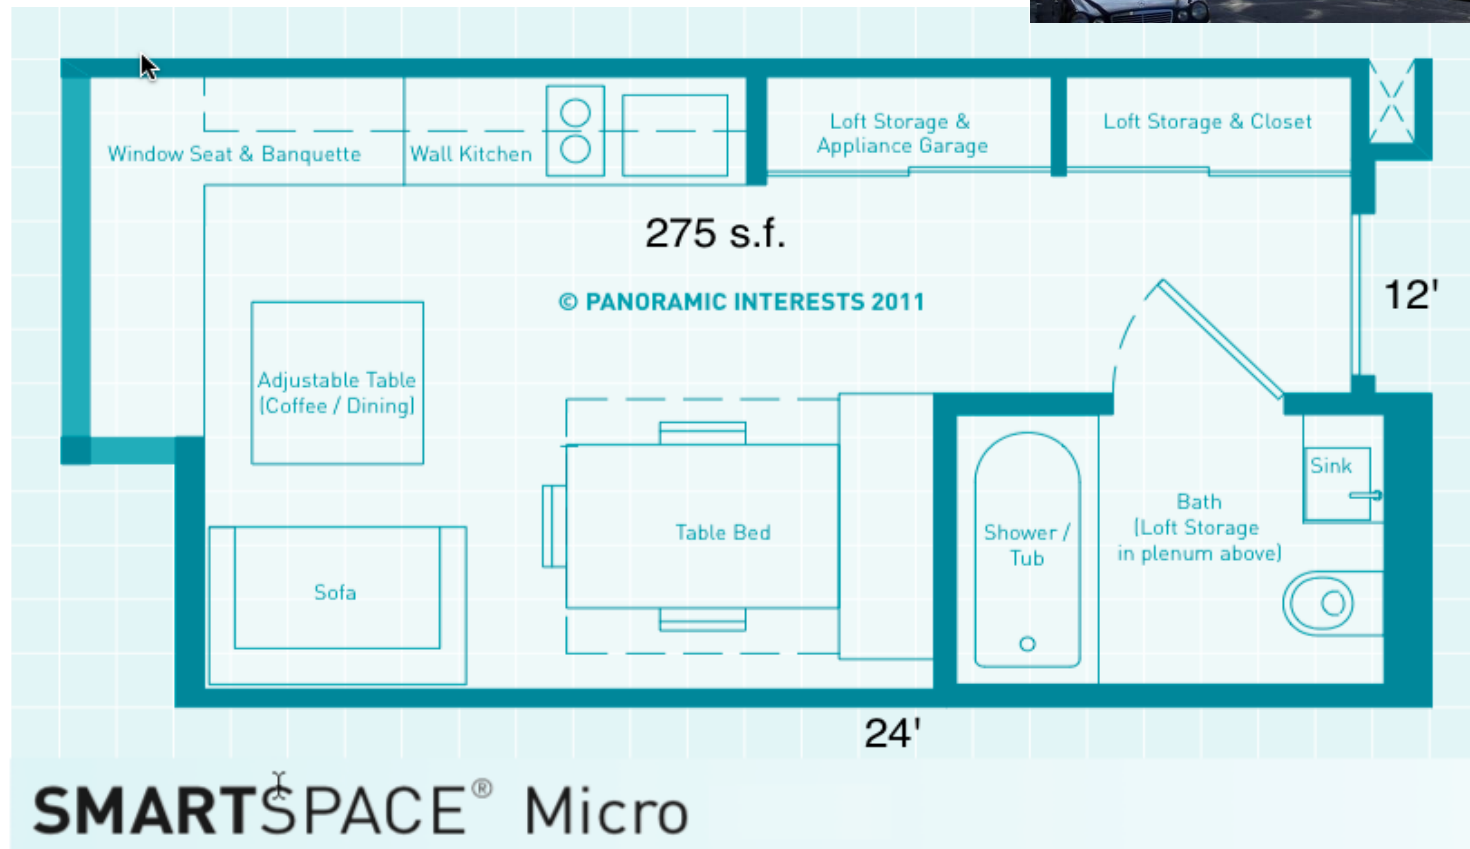 Window Seat & Banquette
Wall Kitchen
Loft Storage &
Appliance Garage
Loft Storage & Closet
275 s.f.
© PANORAMIC INTERESTS 2011
12'
Adjustable Table
(Coffee / Dining)
Sofa
Table Bed
Shower /
Tub
Bath
(Loft Storage
in plenum above)
Sink
24'
SMARTSPACE® Micro